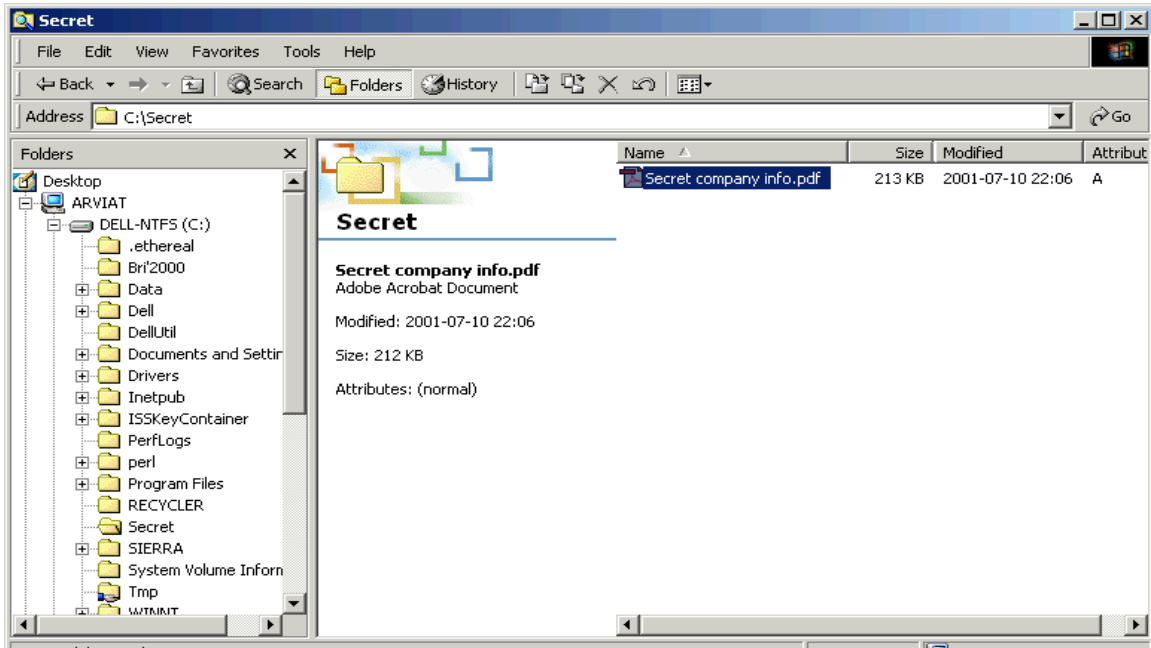 Secret
File Edit View Favorites Tools Help
Back Search Folders History
Address C:\Secret Go
Folders
Desktop
ARVIAT
DELL-NTFS (C:)
.ethereal
Bri'2000
Data
Dell
DellUtil
Documents and Settin
Drivers
Inetpub
ISSKeyContainer
PerfLogs
perl
Program Files
RECYCLER
Secret
SIERRA
System Volume Inforn
Tmp
WINNT
Secret
Secret company info.pdf
Adobe Acrobat Document
Modified: 2001-07-10 22:06
Size: 212 KB
Attributes: (normal)
Name Size Modified Attribut
Secret company info.pdf 213 KB 2001-07-10 22:06 A